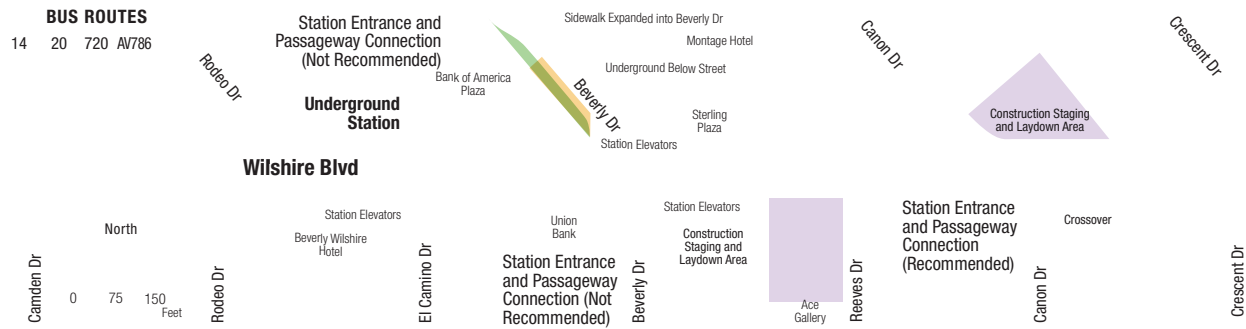 BUS ROUTES
14 20 720 AV786
Rodeo Dr
Station Entrance and
Passageway Connection
(Not Recommended)
Underground
Station
Bank of America
Plaza
Beverly Dr
Sidewalk Expanded into Beverly Dr
Montage Hotel
Underground Below Street
Sterling
Plaza
Station Elevators
Canon Dr
Construction Staging
and Laydown Area
Crescent Dr
Wilshire Blvd
North
Camden Dr
0 75 150
Feet
Rodeo Dr
Station Elevators
Beverly Wilshire
Hotel
El Camino Dr
Union
Bank
Station Entrance
and Passageway
Connection (Not
Recommended)
Beverly Dr
Station Elevators
Construction
Staging and
Laydown Area
Ace
Gallery
Reeves Dr
Station Entrance
and Passageway
Connection
(Recommended)
Canon Dr
Crossover
Crescent Dr